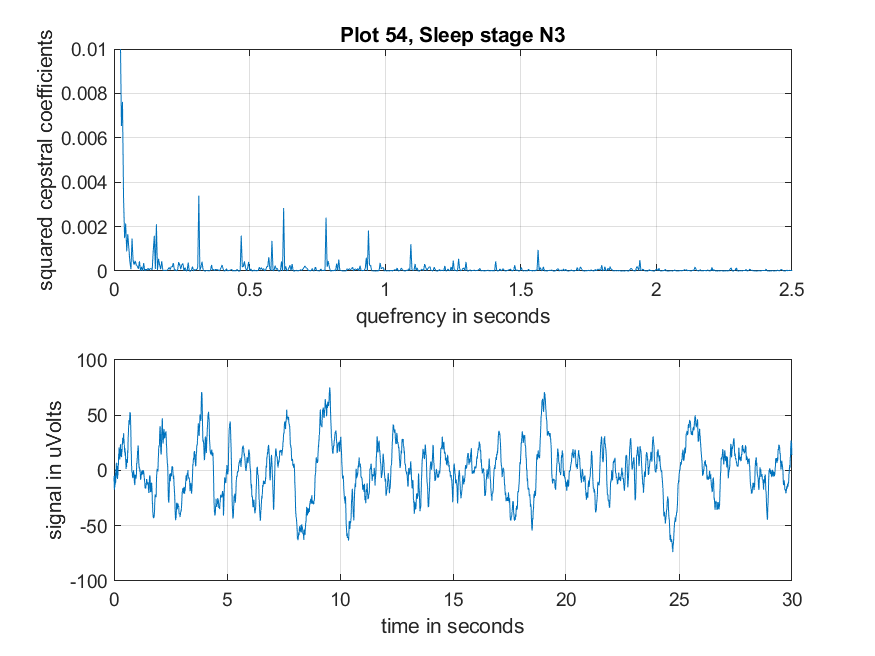 Plot 54, Sleep stage N3
squared cepstral coefficients
0.01
0.008
0.006
0.004
0.002
0
0 0.5 1 1.5 2 2.5
quefrency in seconds
signal in uVolts
100
50
0
-50
-100
0 5 10 15 20 25 30
time in seconds